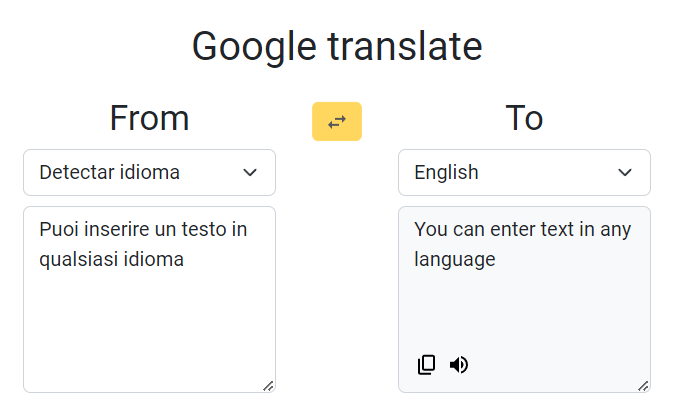 Google translate
From
To
Detectar idioma
English
Puoi inserire un testo in
qualsiasi idioma
You can enter text in any
language